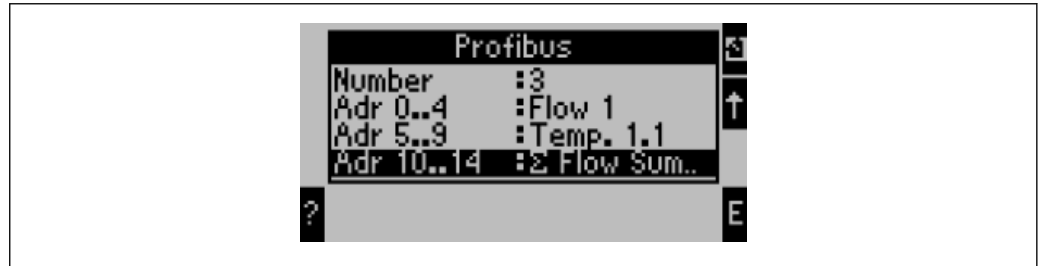 Profibus
Number :3
Adr 0..4 :Flow 1
Adr 5..9 :Temp. 1.1
Adr 10..14 :Σ Flow Sum..
? E